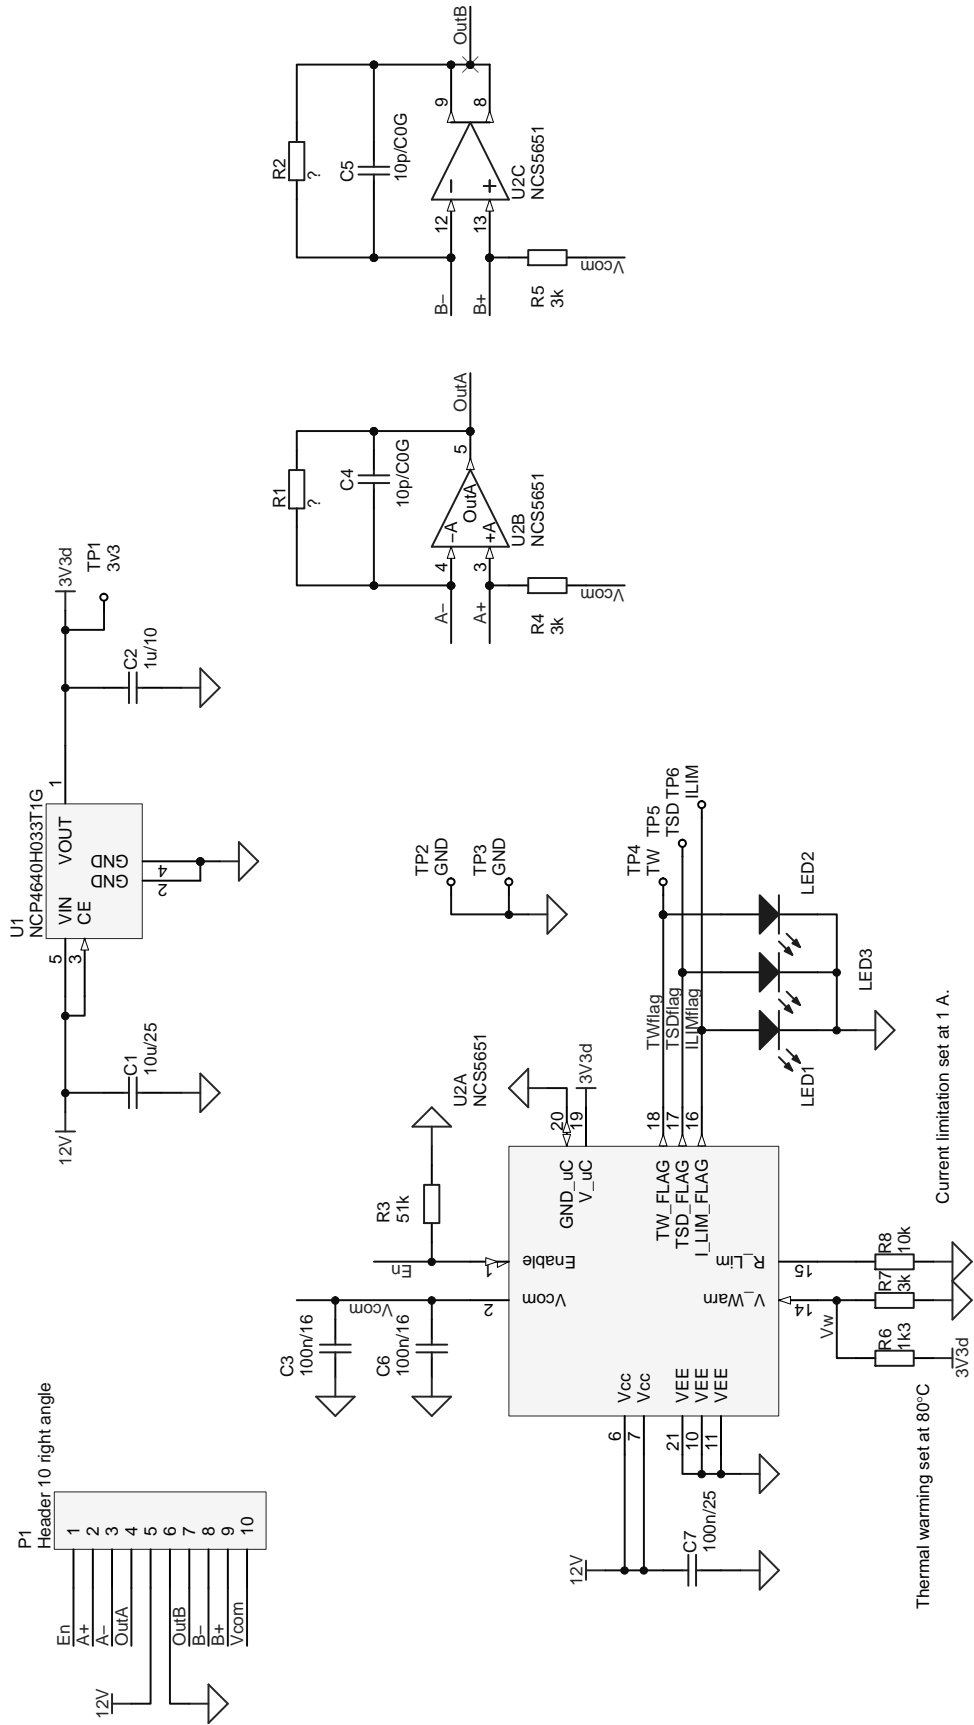 P1
Header 10 right angle
En
1
A+
2
A–
3
OutA
4
5
6
OutB
7
B–
8
B+
9
Vcom
10
12V
12V
C1
10u/25
U1
NCP4640H033T1G
5
VIN
VOUT
1
3
CE
GND
GND
2
4
C2
1u/10
3V3d
TP1
3v3
R1
?
C4
10p/C0G
A–
4
–A
OutA
5
OutA
A+
3
+A
U2B
NCS5651
R4
3k
Vcom
R2
?
C5
10p/C0G
B–
12
–
9
OutB
B+
13
+
8
U2C
NCS5651
R5
3k
Vcom
C3
100n/16
Vcom
C6
100n/16
En
R3
51k
U2A
NCS5651
TP2
GND
TP3
GND
2
Vcom
1
Enable
GND_uC
20
V_uC
19
3V3d
Vcc
6
Vcc
7
VEE
21
VEE
10
VEE
11
TW_FLAG
18
TWflag
TSD_FLAG
17
TSDflag
I_LIM_FLAG
16
ILIMflag
TP4
TW
TP5
TSD
TP6
ILIM
V_Warn
14
R_Lim
15
Vw
12V
C7
100n/25
R6
1k3
3V3d
R7
3k
R8
10k
LED1
LED3
LED2
Thermal warming set at 80°C
Current limitation set at 1 A.